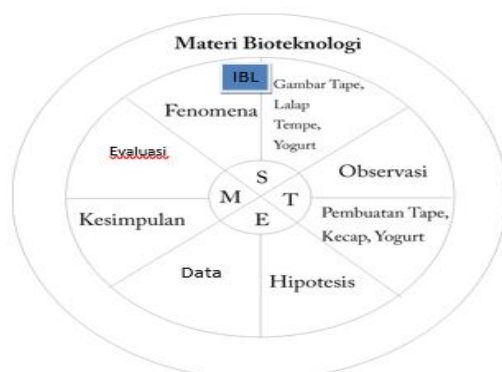 Materi Bioteknologi
IBL
Fenomena
Gambar Tape,
Lalap
Tempe,
Yogurt
Evaluasi
Observasi
S
M
T
E
Kesimpulan
Pembuatan Tape,
Kecap, Yogurt
Data
Hipotesis